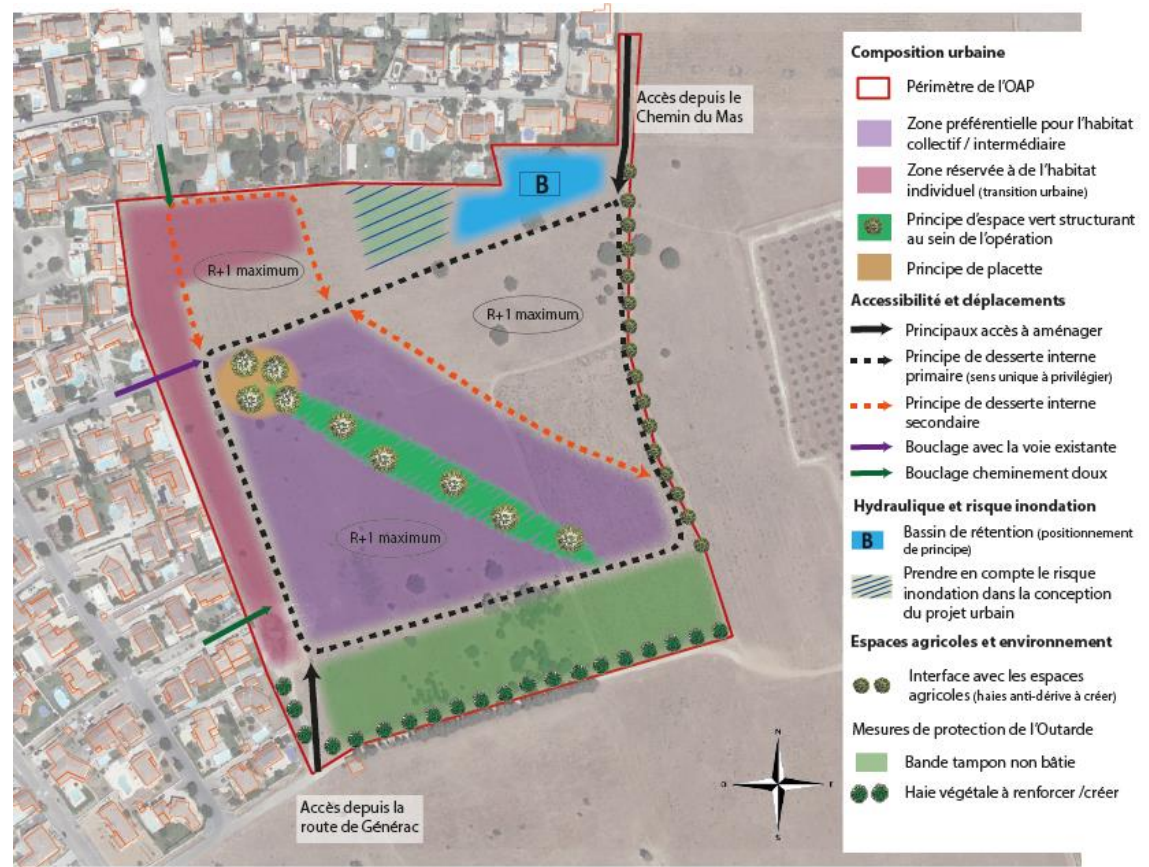 Accès depuis le
Chemin du Mas
B
R+1 maximum
R+1 maximum
R+1 maximum
Accès depuis la
route de Générac
N
O
E
S
Composition urbaine
Périmètre de l'OAP
Zone préférentielle pour l'habitat
collectif / intermédiaire
Zone réservée à de l'habitat
individuel (transition urbaine)
Principe d'espace vert structurant
au sein de l'opération
Principe de placette
Accessibilité et déplacements
Principaux accès à aménager
Principe de desserte interne
primaire (sens unique à privilégier)
Principe de desserte interne
secondaire
Bouclage avec la voie existante
Bouclage cheminement doux
Hydraulique et risque inondation
B
Bassin de rétention (positionnement
de principe)
Prendre en compte le risque
inondation dans la conception
du projet urbain
Espaces agricoles et environnement
Interface avec les espaces
agricoles (haies anti-dérive à créer)
Mesures de protection de l'Outarde
Bande tampon non bâtie
Haie végétale à renforcer /créer